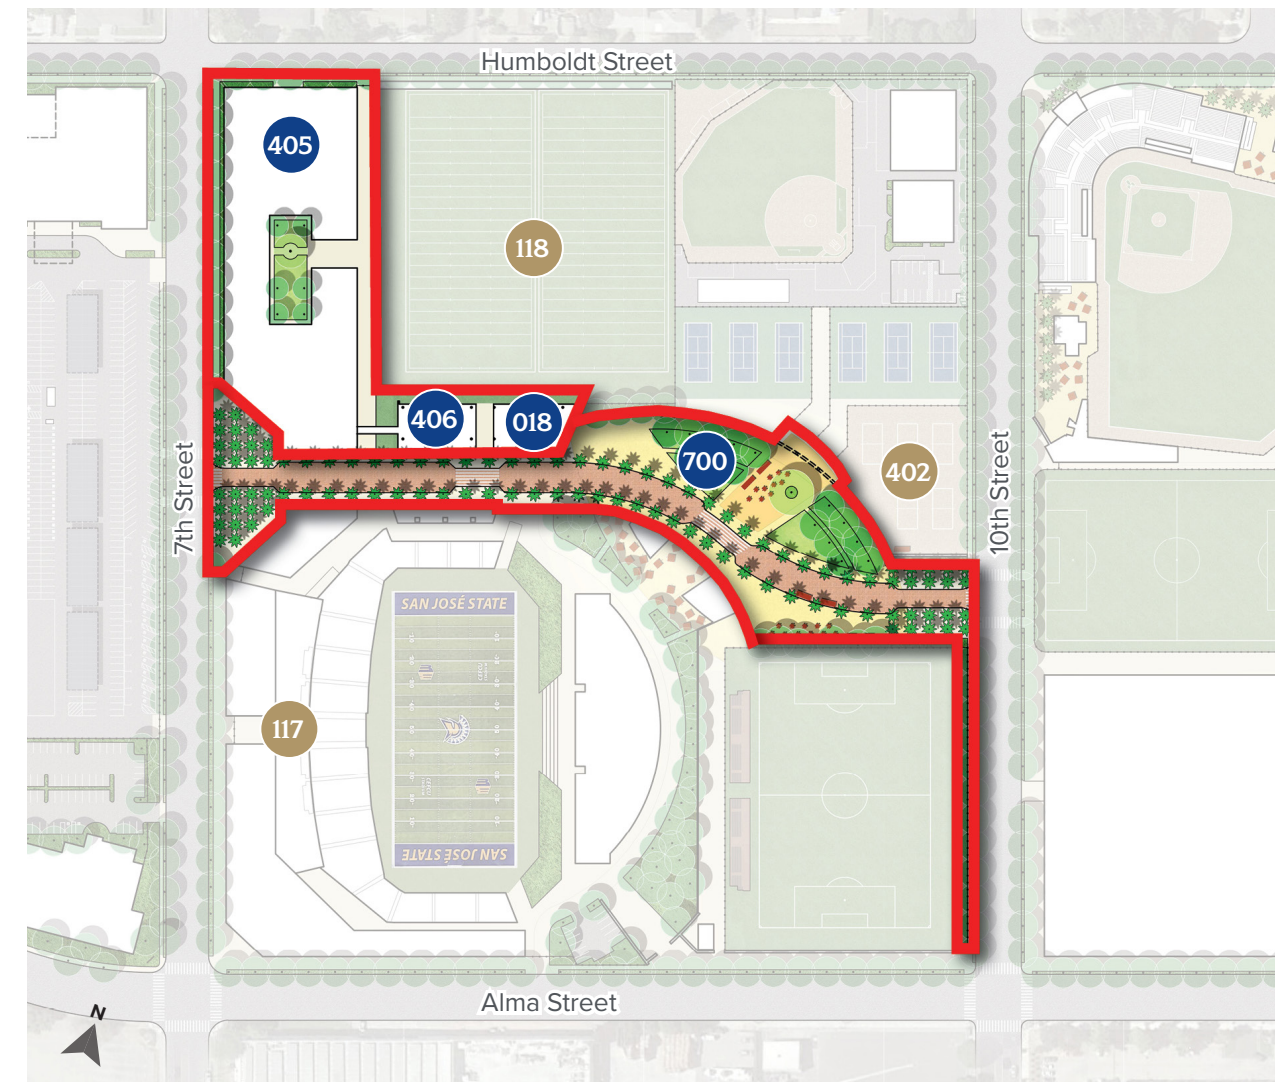 Humboldt Street
405
118
406
018
700
402
7th Street
10th Street
SAN JOSÉ STATE
117
SAN JOSÉ STATE
Alma Street
N